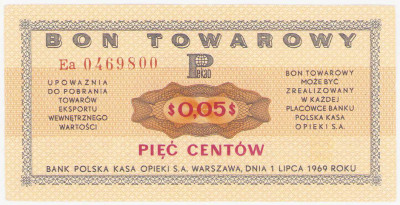 BON TOWAROWY
Ea 0469800
Pekao
UPOWAŻNIA
DO POBRANIA
TOWARÓW
EKSPORTU
WEWNĘTRZNEGO
WARTOŚCI
$0,05$
BON TOWAROWY
MOŻE BYĆ
ZREALIZOWANY
W KAŻDEJ
PLACÓWCE BANKU
POLSKA KASA
OPIEKI S.A.
PIĘĆ CENTÓW
BANK POLSKA KASA OPIEKI S.A. WARSZAWA, DNIA 1 LIPCA 1969 ROKU